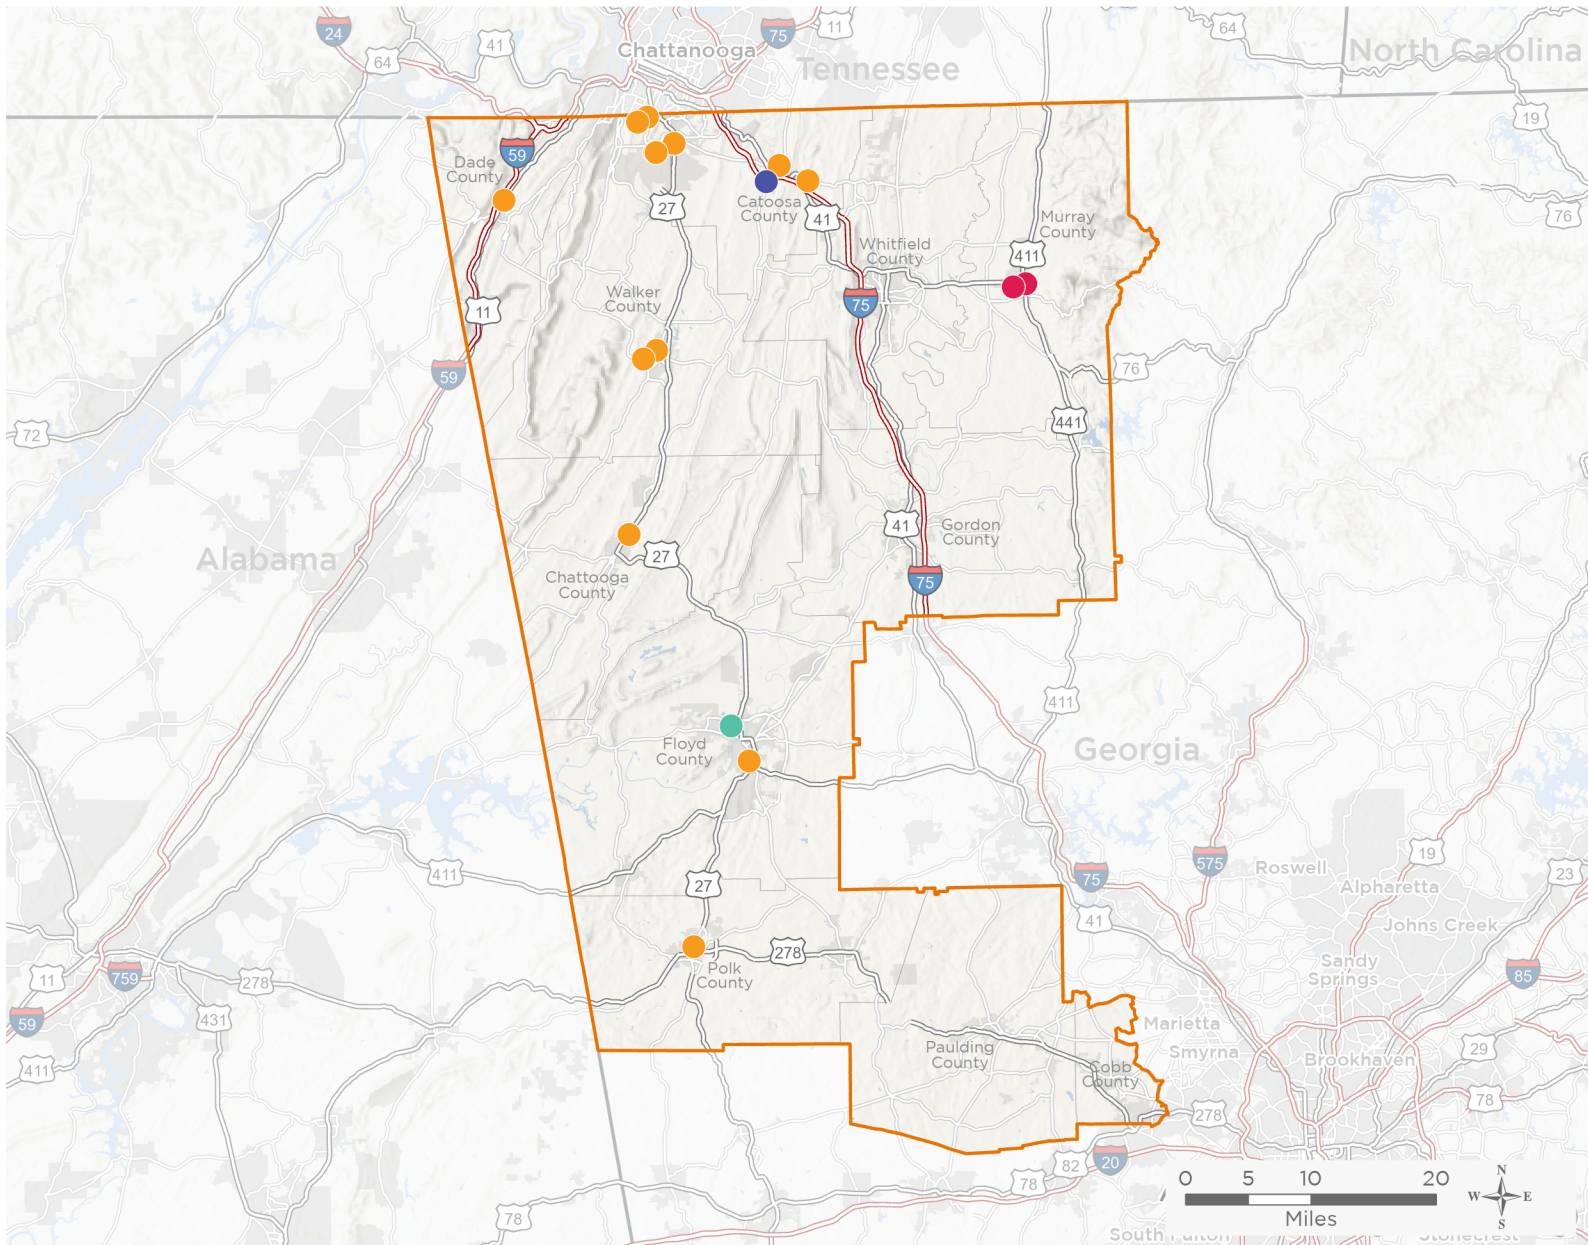 24
64
41
Chattanooga
75
11
Tennessee
64
North Carolina
19
76
Dade
County
59
27
Catoosa
County
41
Whitfield
County
Murray
County
411
75
Walker
County
11
59
76
72
441
Alabama
41
Gordon
County
27
Chattooga
County
75
411
Georgia
Floyd
County
411
27
75
575
Roswell
19
23
Alpharetta
41
Johns Creek
278
Polk
County
Sandy
Springs
85
11
759
278
59
431
411
Marietta
Smyrna
29
Brookhaven
Paulding
County
Cobb
County
78
278
82
20
78
78
0 5 10 20
Miles
N
W E
S
South Fulton
Stonecrest